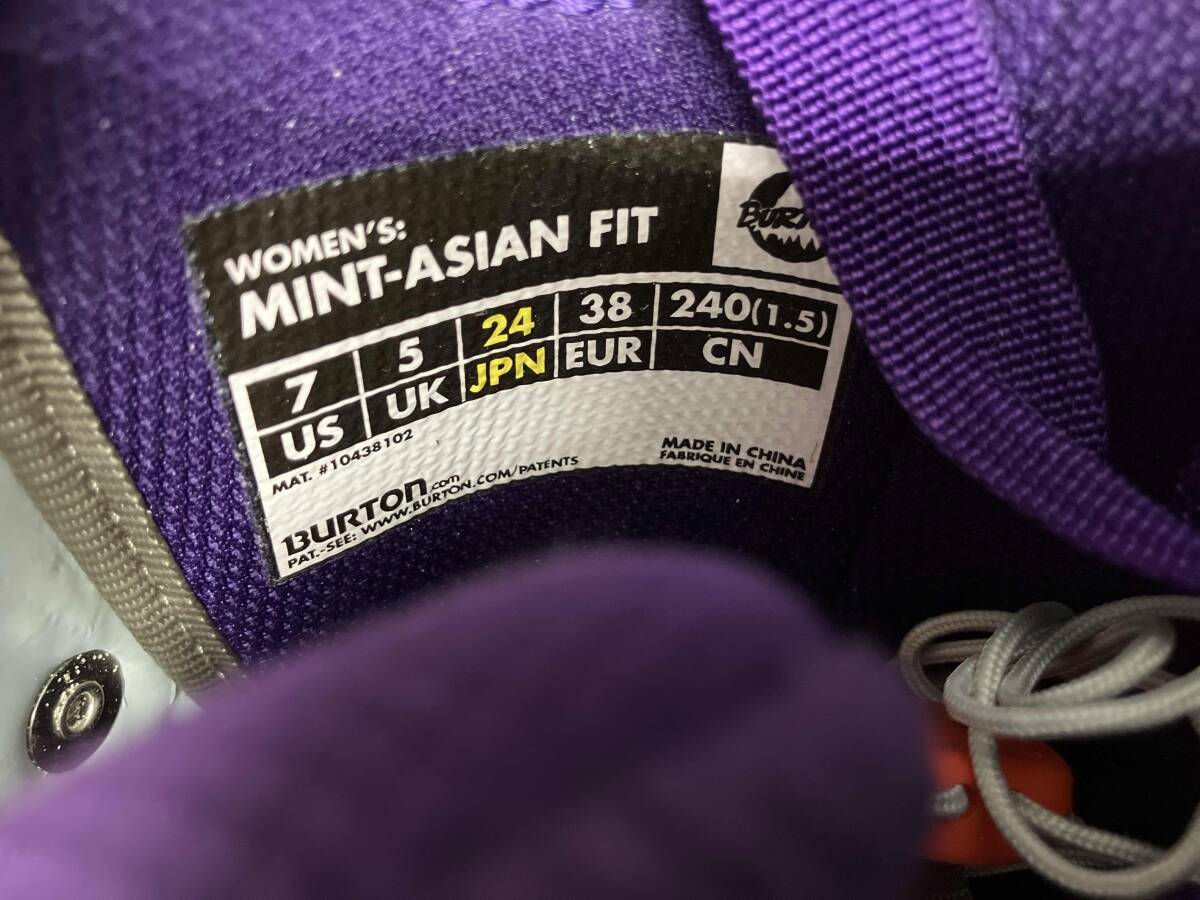 WOMEN'S:
MINT-ASIAN FIT
7 5 24 38 240(1.5)
US UK JPN EUR CN
MAT. #10438102
MADE IN CHINA
FABRIQUE EN CHINE
BURTON.com
PAT.-SEE: WWW.BURTON.COM/PATENTS